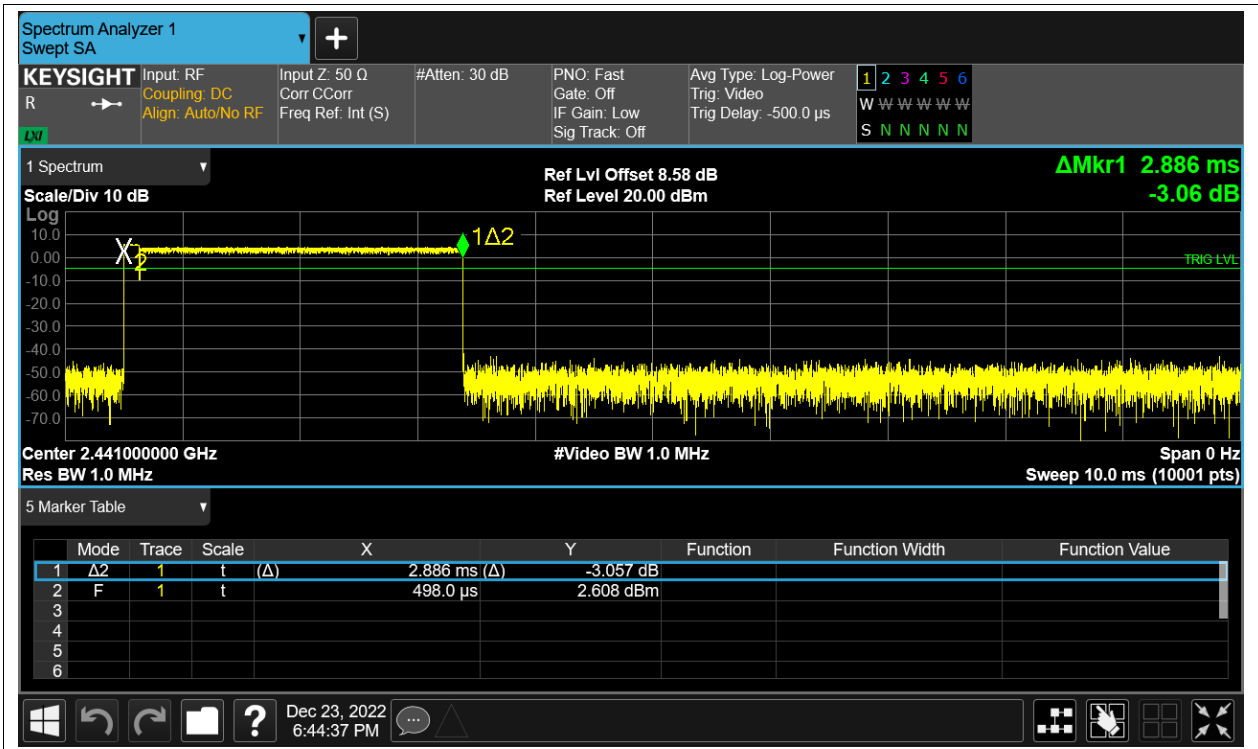 Spectrum Analyzer 1
Swept SA
KEYSIGHT Input: RF Input Z: 50 Ω #Atten: 30 dB PNO: Fast Avg Type: Log-Power 1 2 3 4 5 6
R Coupling: DC Corr CCorr Gate: Off Trig: Video W W W W W W
Align: Auto/No RF Freq Ref: Int (S) IF Gain: Low Trig Delay: -500.0 µs
LXI Sig Track: Off S N N N N N
1 Spectrum Ref Lvl Offset 8.58 dB ΔMkr1 2.886 ms
Scale/Div 10 dB Ref Level 20.00 dBm -3.06 dB
Log
10.0
0.00
-10.0
-20.0
-30.0
-40.0
-50.0
-60.0
-70.0
X
2
1Δ2
TRIG LVL
Center 2.441000000 GHz #Video BW 1.0 MHz Span 0 Hz
Res BW 1.0 MHz Sweep 10.0 ms (10001 pts)
5 Marker Table
Mode Trace Scale X Y Function Function Width Function Value
1 Δ2 1 t (Δ) 2.886 ms (Δ) -3.057 dB
2 F 1 t 498.0 µs 2.608 dBm
3
4
5
6
? Dec 23, 2022
6:44:37 PM